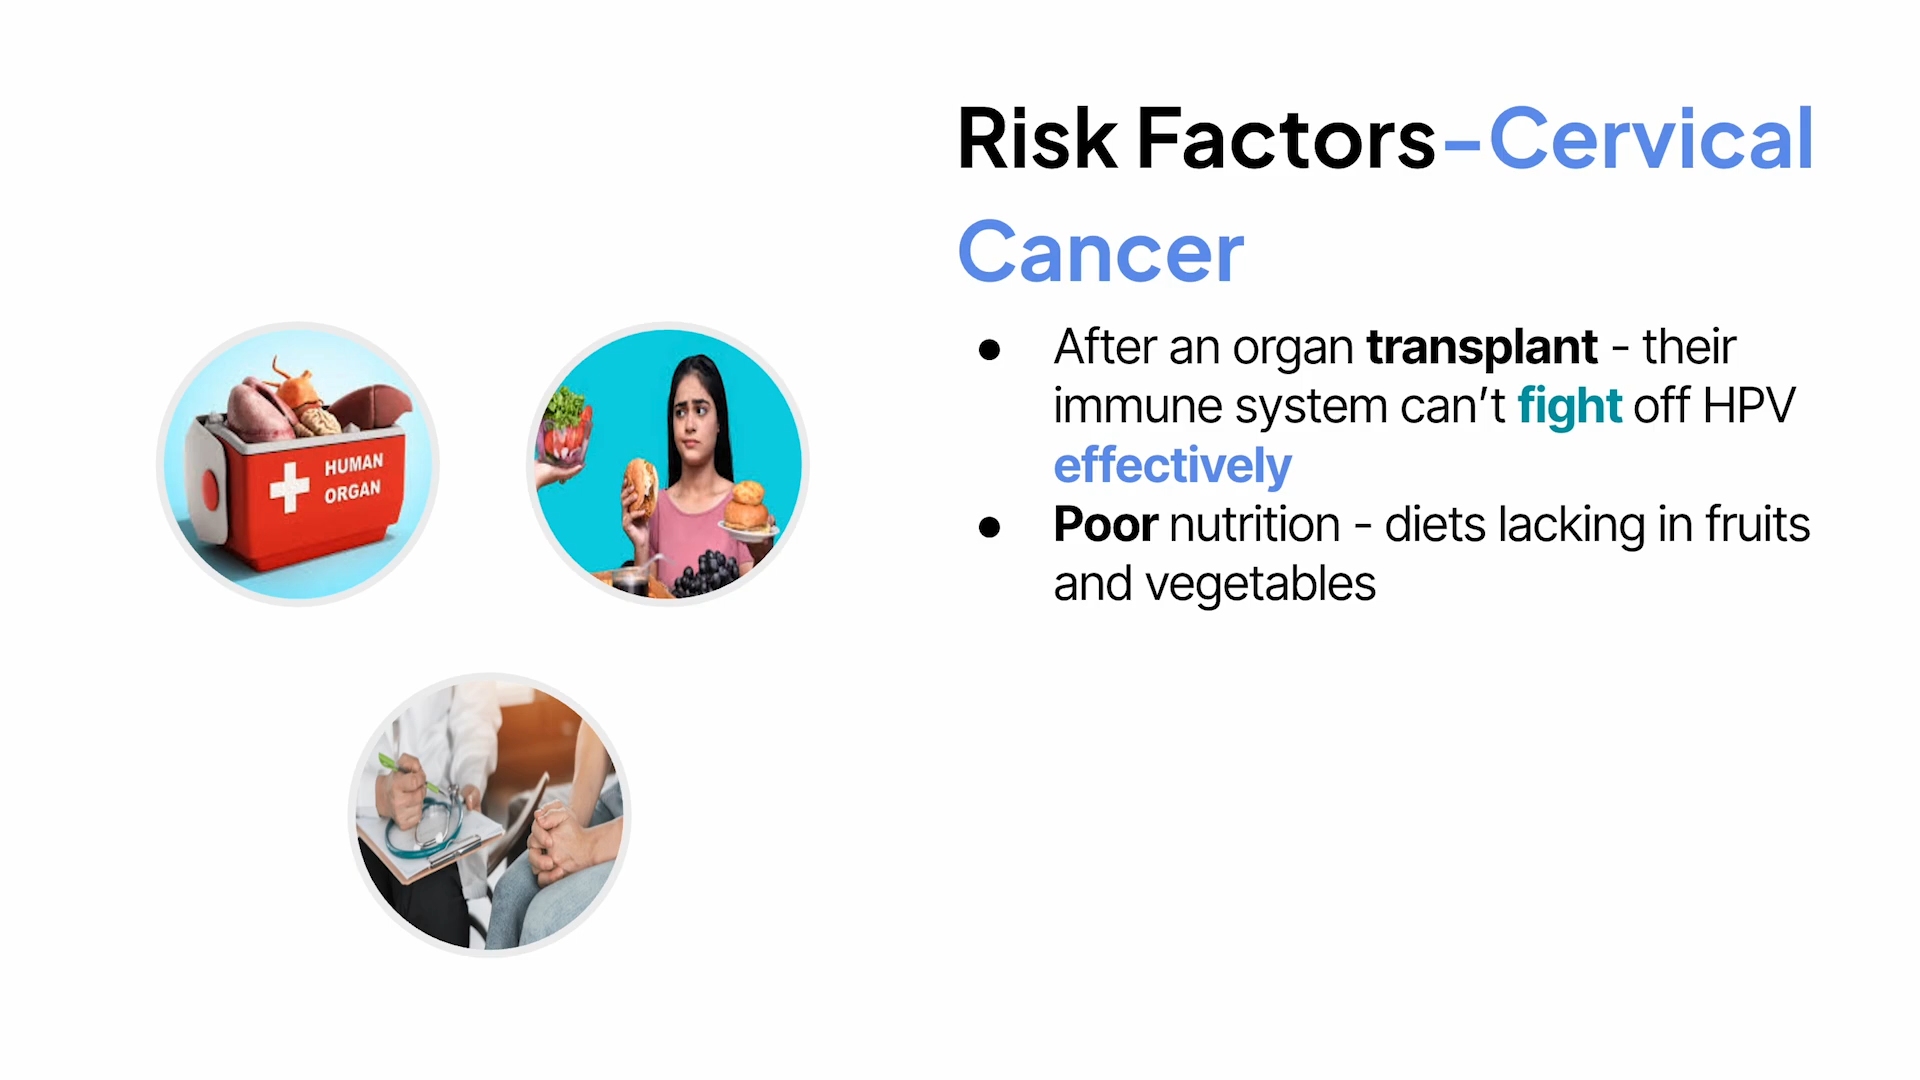 Risk Factors – Cervical
Cancer
HUMAN
ORGAN
● After an organ transplant - their
immune system can’t fight off HPV
effectively
● Poor nutrition - diets lacking in fruits
and vegetables